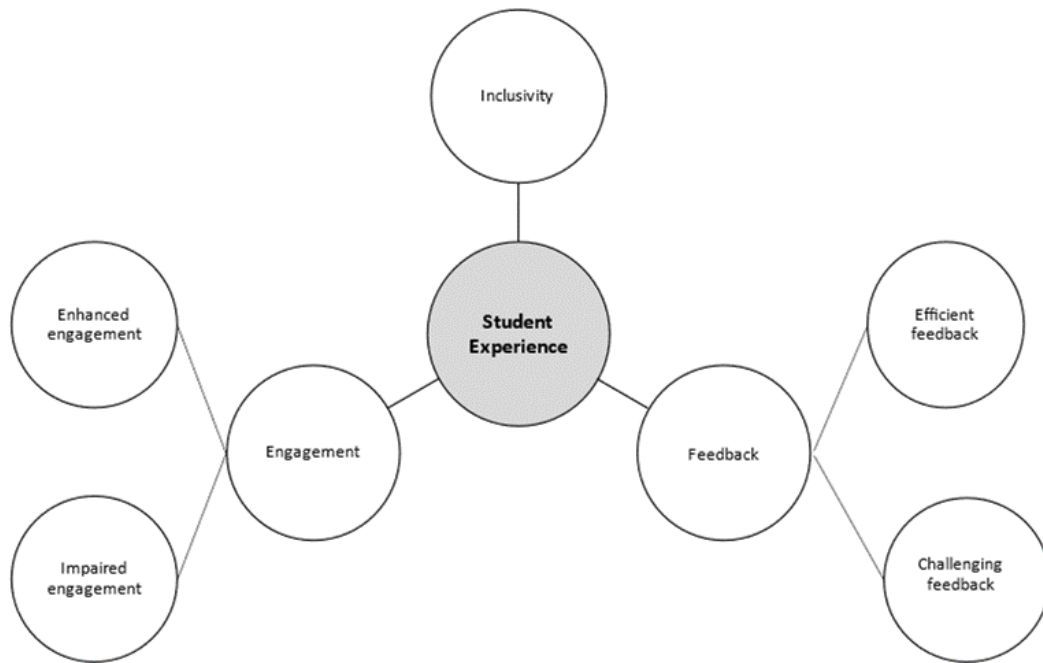 Inclusivity
Student
Experience
Enhanced
engagement
Efficient
feedback
Engagement
Feedback
Impaired
engagement
Challenging
feedback